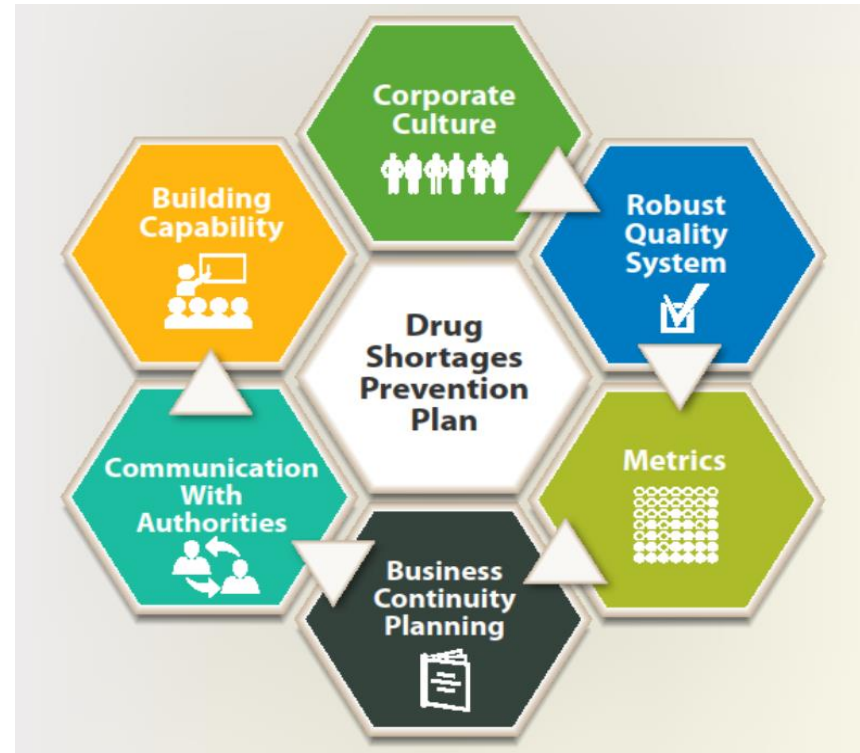 Corporate
Culture
Robust
Quality
System
Metrics
Business
Continuity
Planning
Communication
With
Authorities
Building
Capability
Drug
Shortages
Prevention
Plan